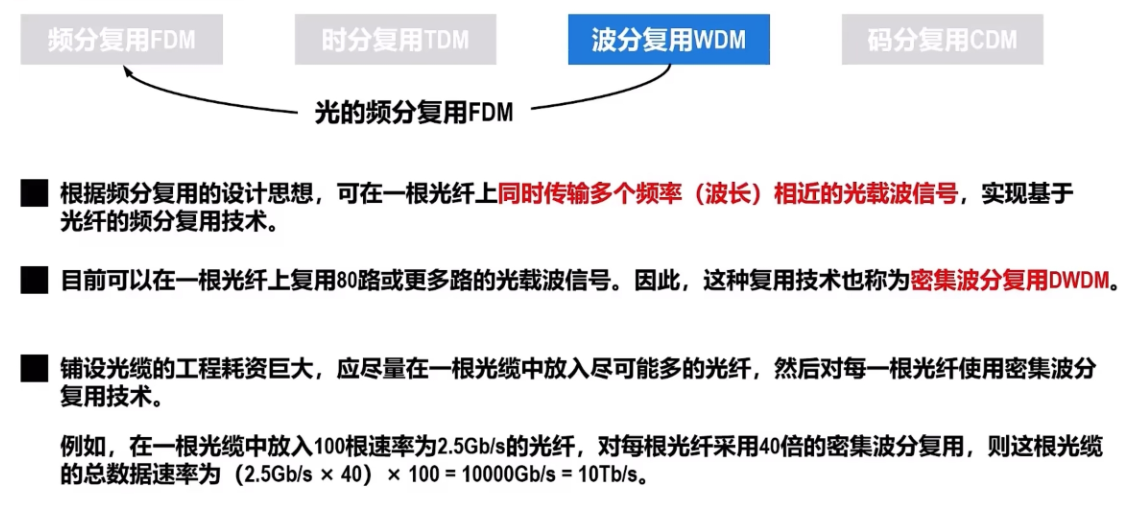 频分复用FDM
时分复用TDM
波分复用WDM
码分复用CDM
光的频分复用FDM
根据频分复用的设计思想，可在一根光纤上同时传输多个频率（波长）相近的光载波信号，实现基于
光纤的频分复用技术。
目前可以在一根光纤上复用80路或更多路的光载波信号。因此，这种复用技术也称为密集波分复用DWDM。
铺设光缆的工程耗资巨大，应尽量在一根光缆中放入尽可能多的光纤，然后对每一根光纤使用密集波分
复用技术。
例如，在一根光缆中放入100根速率为2.5Gb/s的光纤，对每根光纤采用40倍的密集波分复用，则这根光缆
的总数据速率为（2.5Gb/s × 40）× 100 = 10000Gb/s = 10Tb/s。